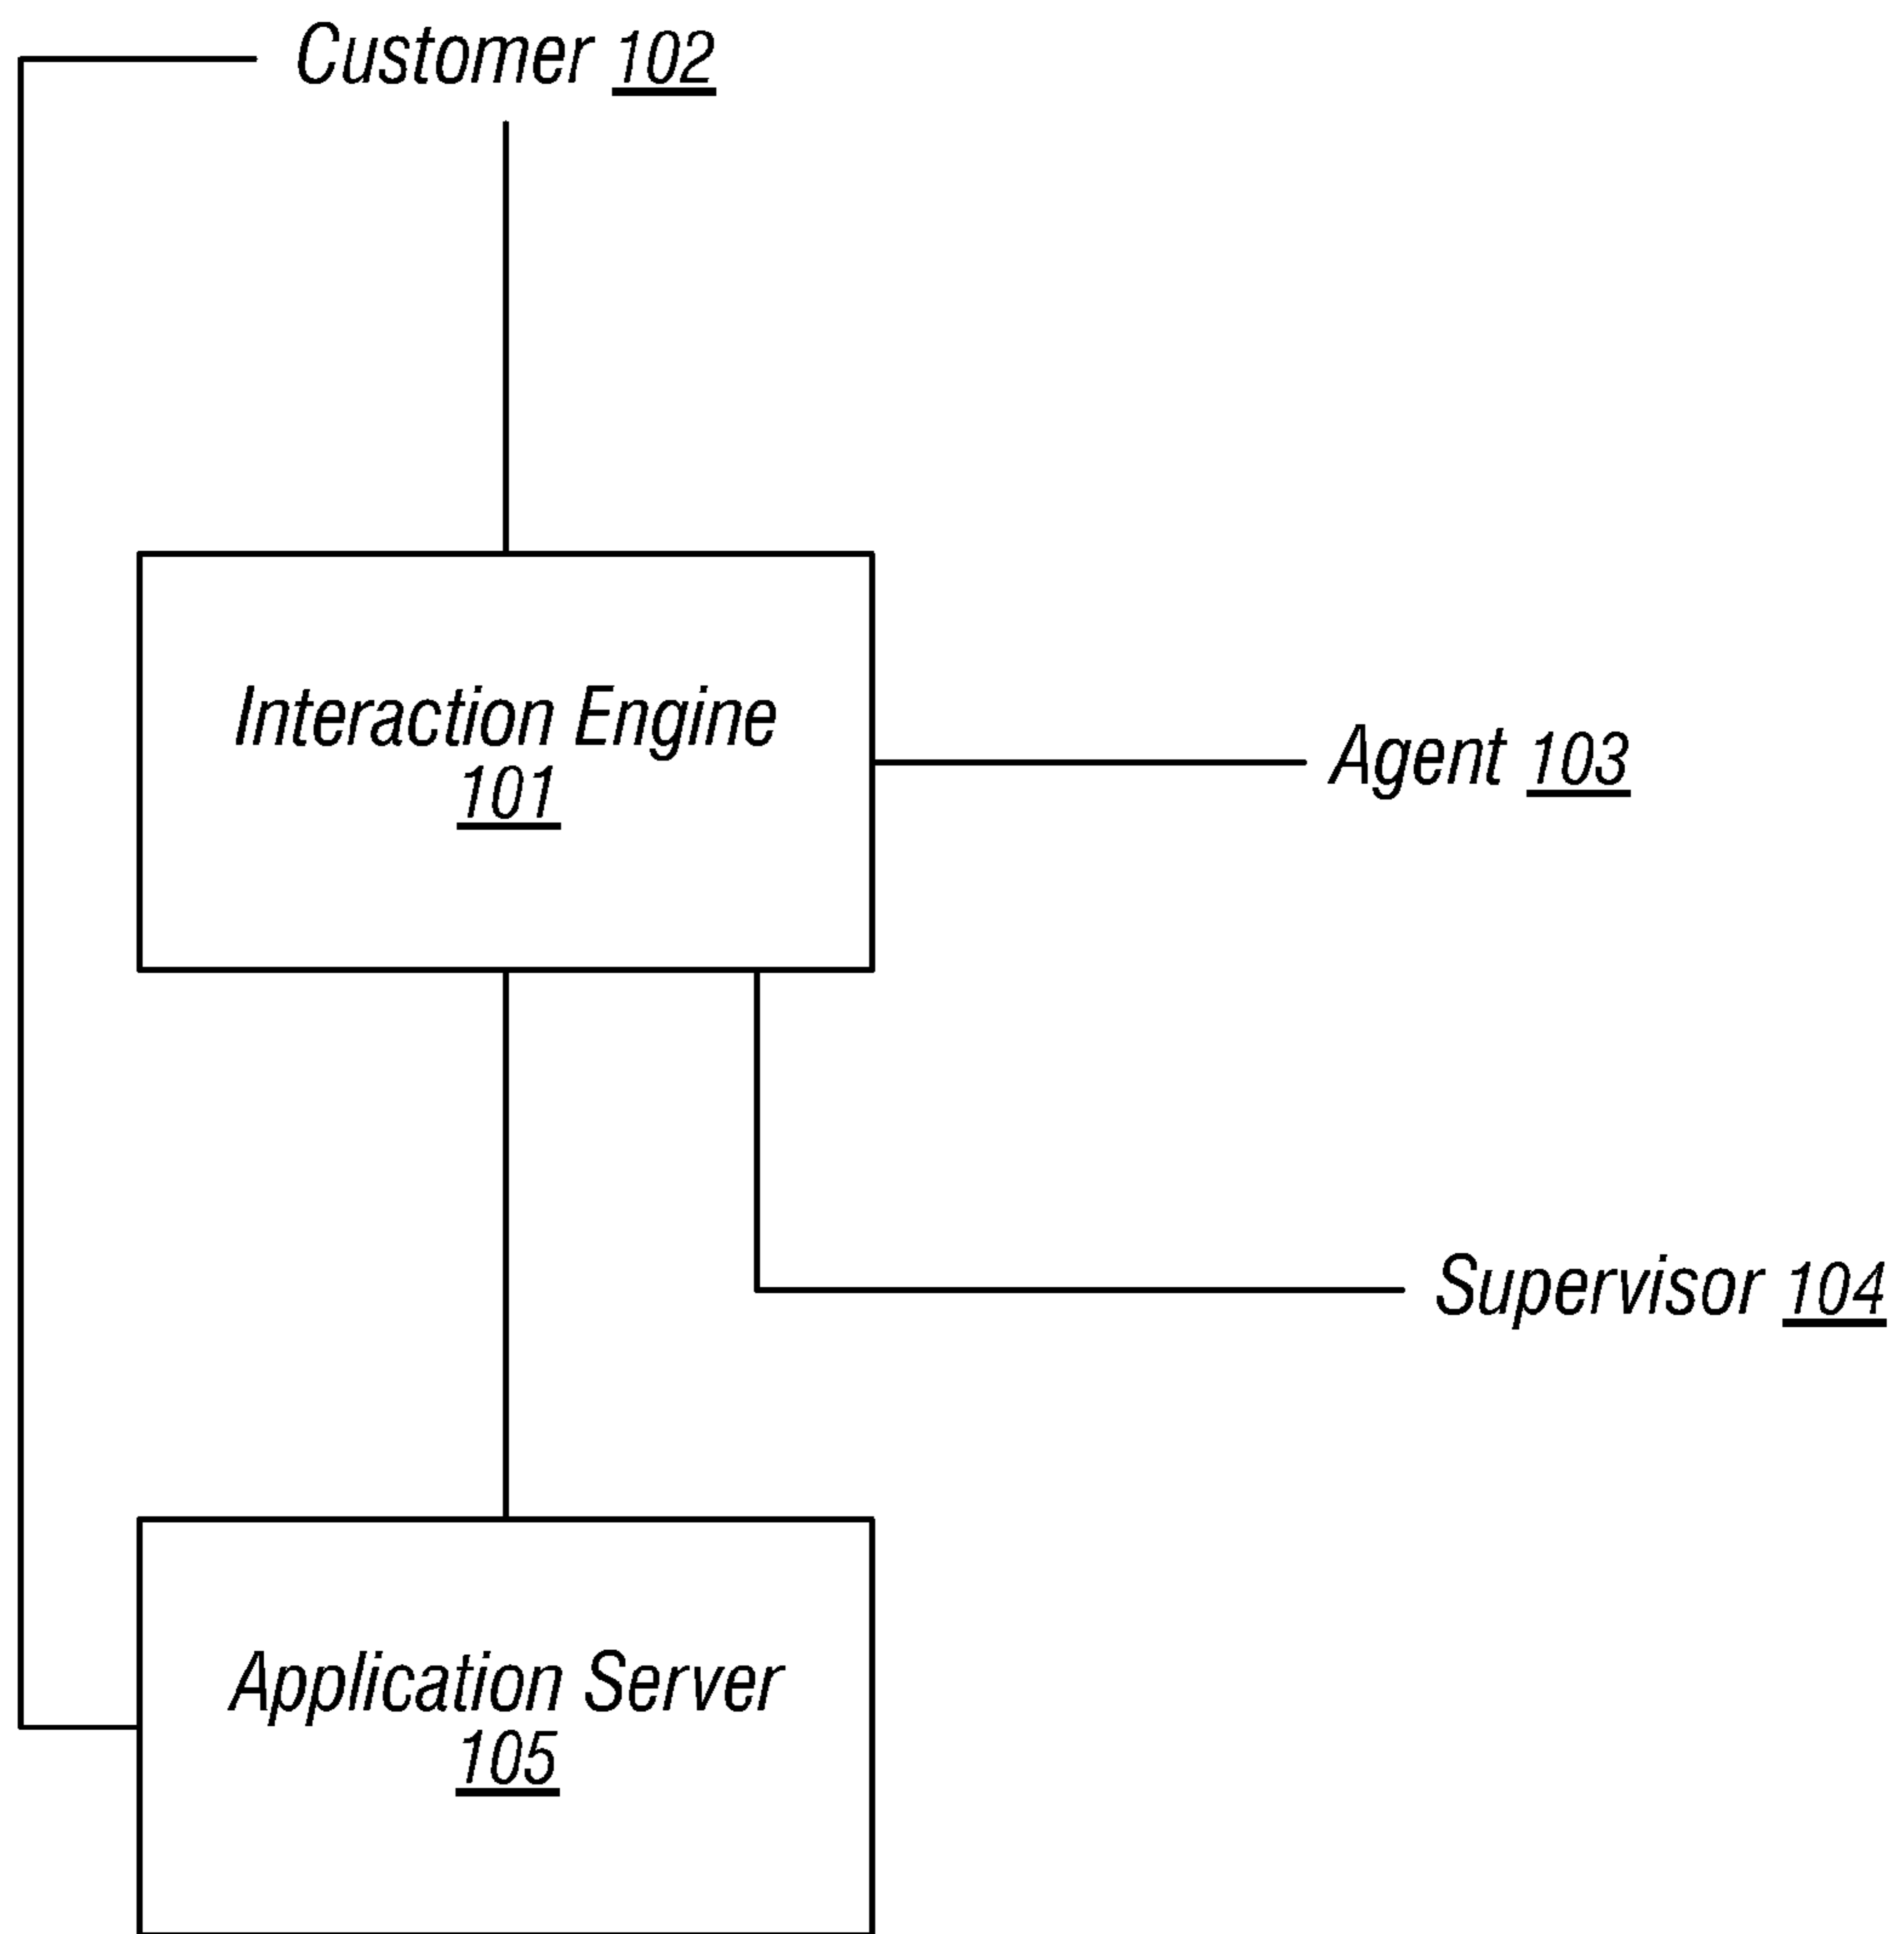 Customer 102
Interaction Engine
101
Agent 103
Supervisor 104
Application Server
105